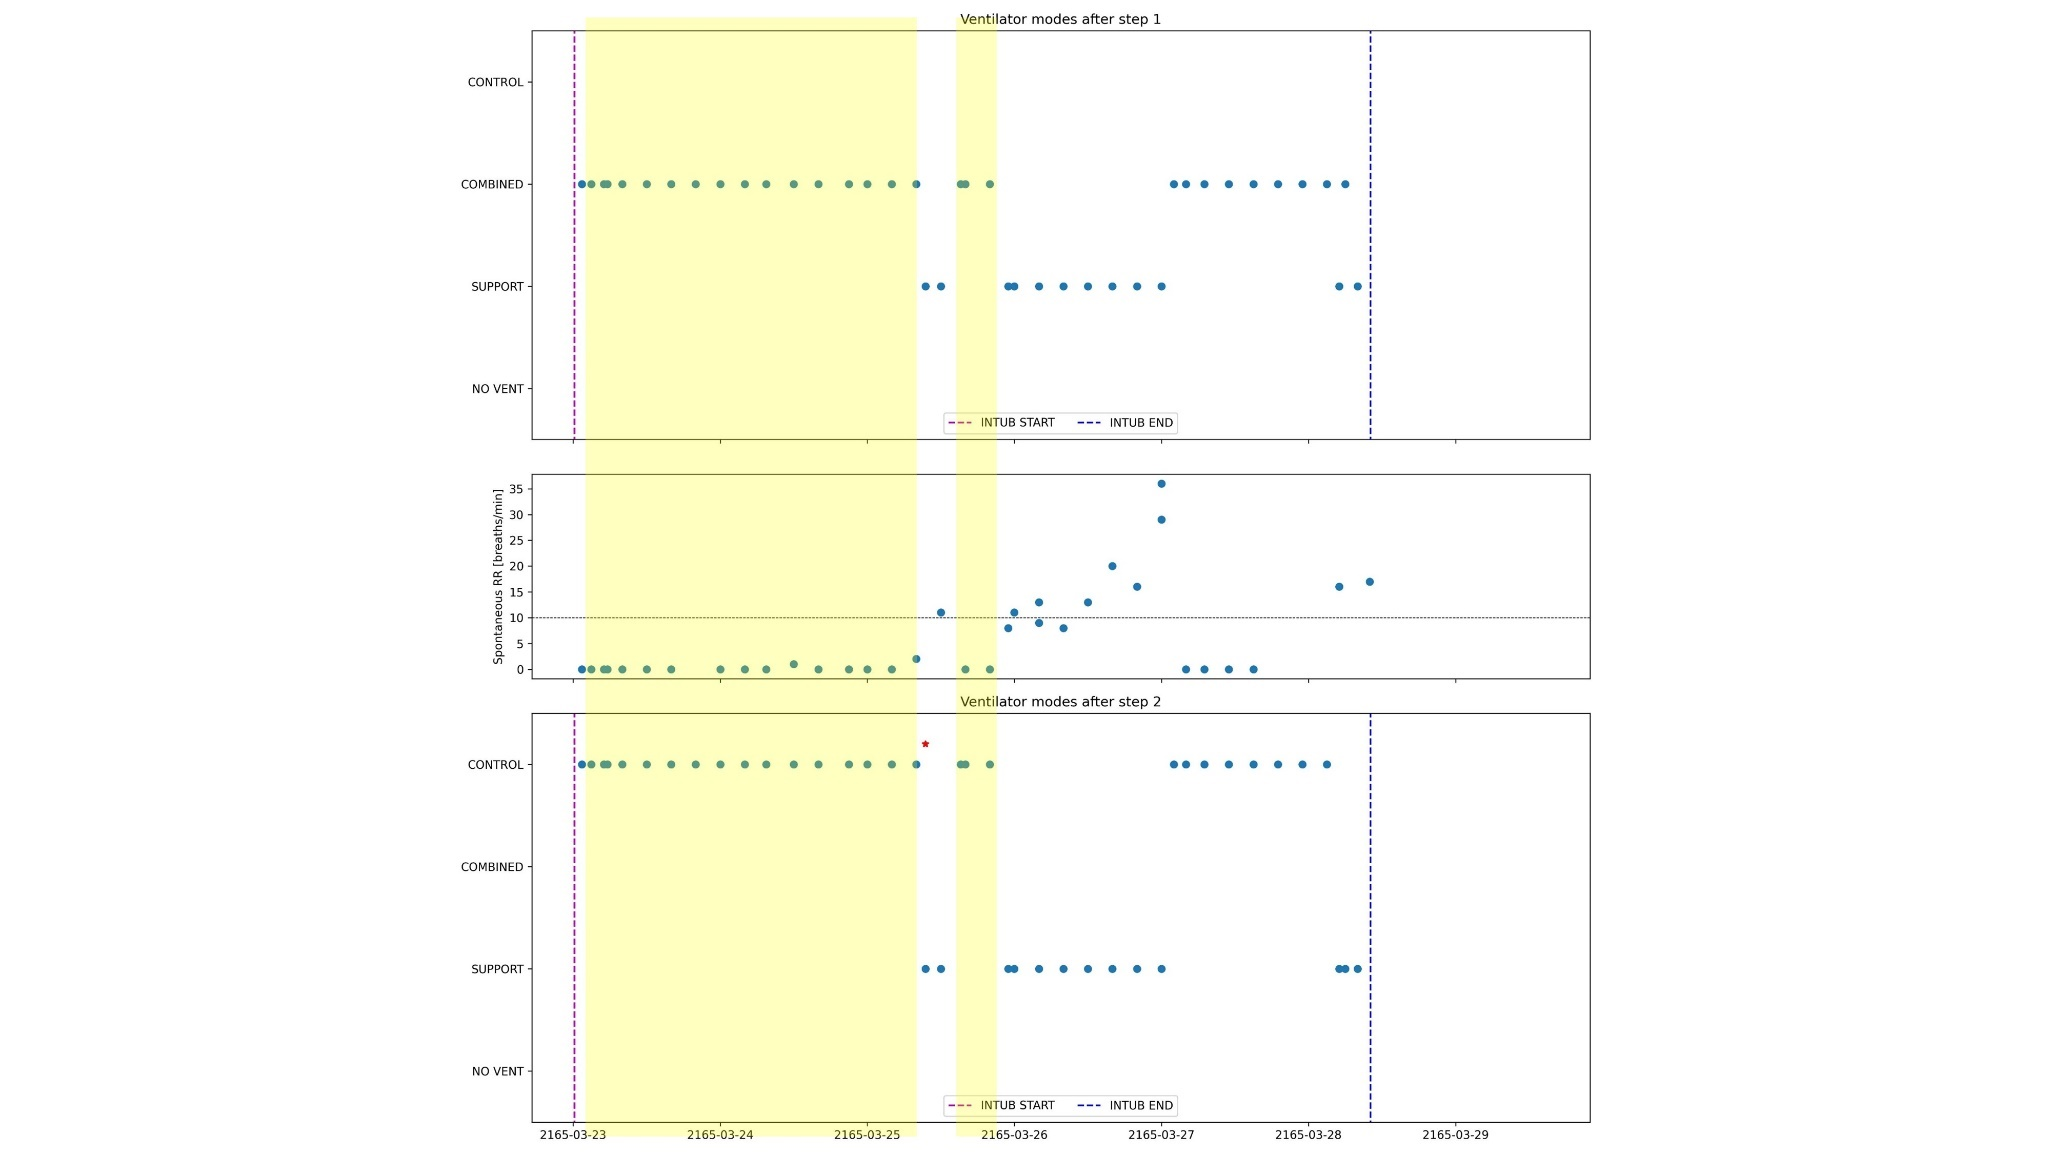 Ventilator modes after step 1
CONTROL
COMBINED
SUPPORT
NO VENT
INTUB START INTUB END
Spontaneous RR [breaths/min]
35
30
25
20
15
10
5
0
Ventilator modes after step 2
CONTROL
COMBINED
SUPPORT
NO VENT
INTUB START INTUB END
2165-03-23 2165-03-24 2165-03-25 2165-03-26 2165-03-27 2165-03-28 2165-03-29